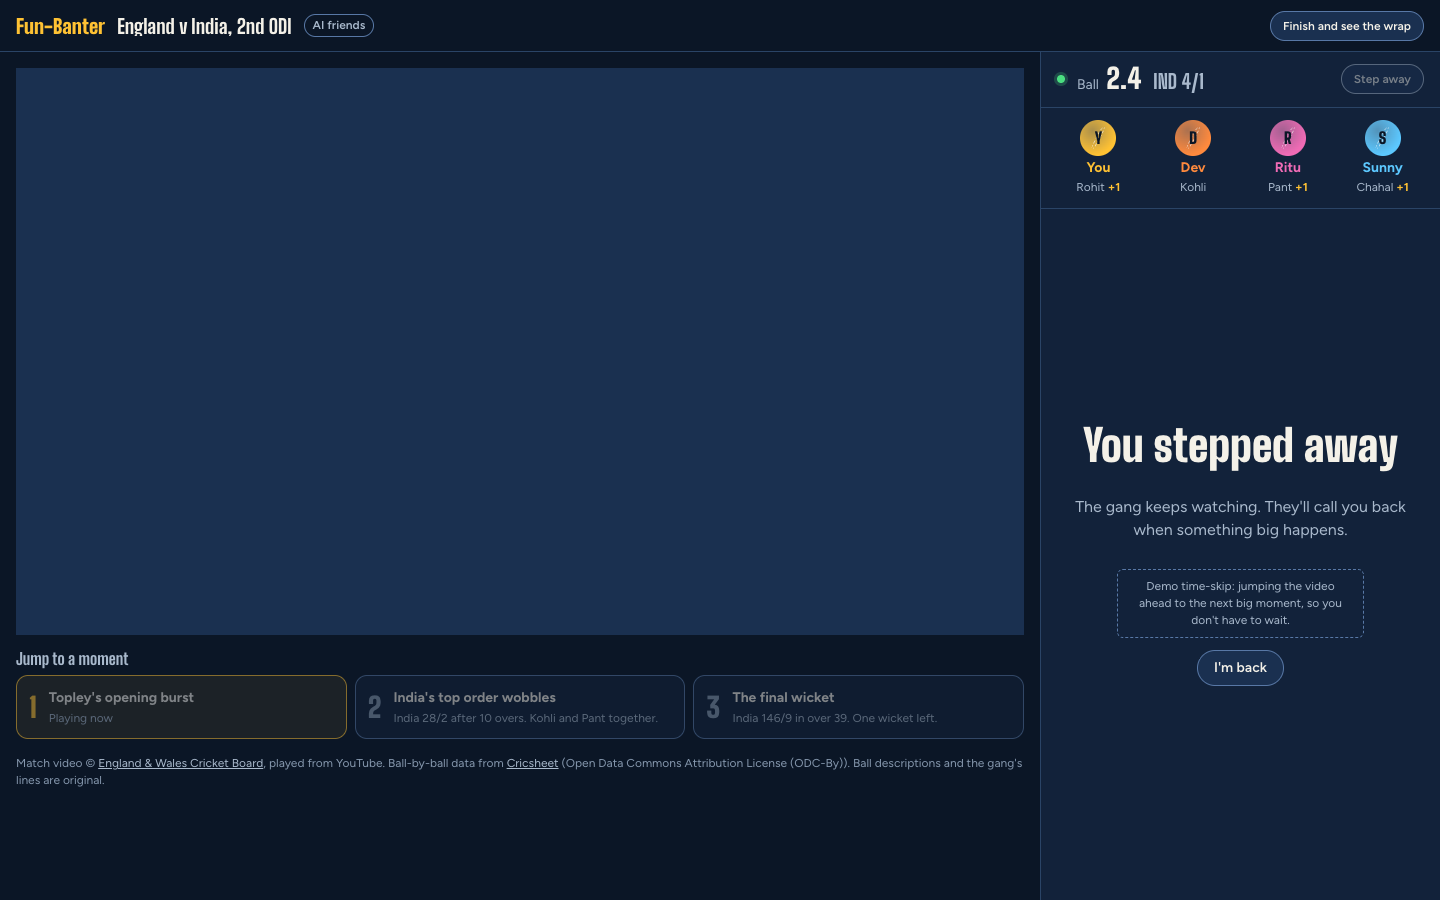 Fun-Banter England v India, 2nd ODI AI friends
Finish and see the wrap
Ball 2.4 IND 4/1 Step away
Y D R S
You Dev Ritu Sunny
Rohit +1 Kohli Pant +1 Chahal +1
You stepped away
The gang keeps watching. They'll call you back
when something big happens.
Demo time-skip: jumping the video
ahead to the next big moment, so you
don't have to wait.
I'm back
Jump to a moment
1 Topley's opening burst
Playing now
2 India's top order wobbles
India 28/2 after 10 overs. Kohli and Pant together.
3 The final wicket
India 146/9 in over 39. One wicket left.
Match video © England & Wales Cricket Board, played from YouTube. Ball-by-ball data from Cricsheet (Open Data Commons Attribution License (ODC-By)). Ball descriptions and the gang's
lines are original.